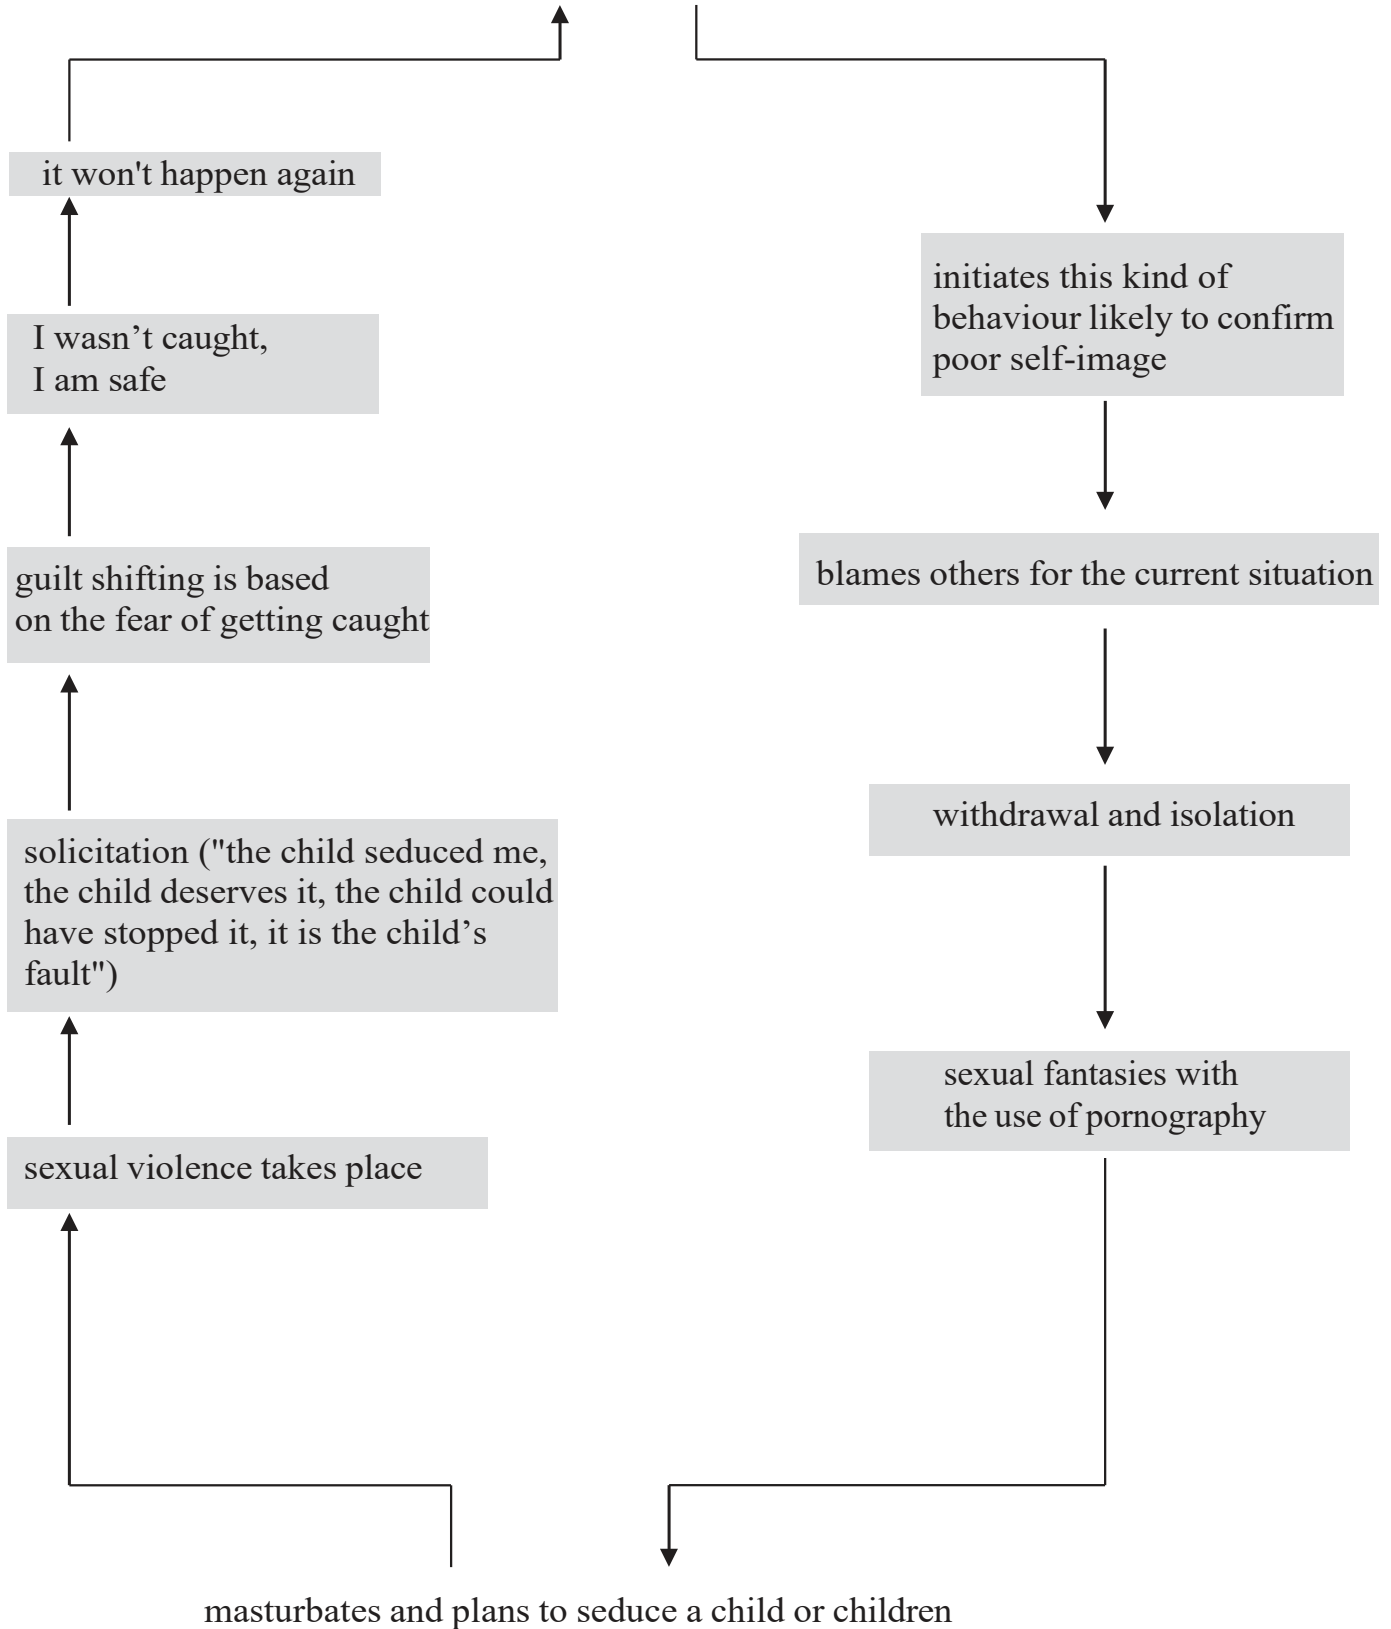 it won't happen again
I wasn’t caught,
I am safe
guilt shifting is based
on the fear of getting caught
solicitation ("the child seduced me,
the child deserves it, the child could
have stopped it, it is the child’s
fault")
sexual violence takes place
initiates this kind of
behaviour likely to confirm
poor self-image
blames others for the current situation
withdrawal and isolation
sexual fantasies with
the use of pornography
masturbates and plans to seduce a child or children